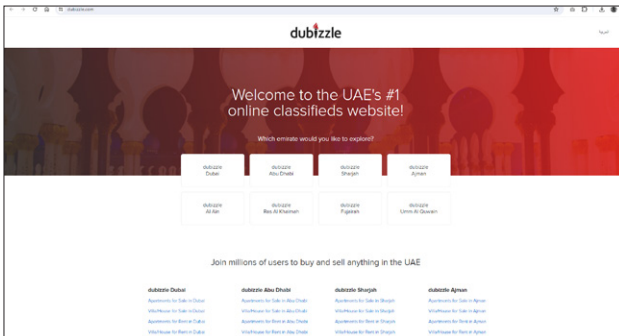 dubizzle.com
dubizzle
العربية
Welcome to the UAE's #1
online classifieds website!
Which emirate would you like to explore?
dubizzle
Dubai
dubizzle
Abu Dhabi
dubizzle
Sharjah
dubizzle
Ajman
dubizzle
Al Ain
dubizzle
Ras Al Khaimah
dubizzle
Fujairah
dubizzle
Umm Al Quwain
Join millions of users to buy and sell anything in the UAE
dubizzle Dubai
Apartments for Sale in Dubai
Villa/House for Sale in Dubai
Apartments for Rent in Dubai
Villa/House for Rent in Dubai
dubizzle Abu Dhabi
Apartments for Sale in Abu Dhabi
Villa/House for Sale in Abu Dhabi
Apartments for Rent in Abu Dhabi
Villa/House for Rent in Abu Dhabi
dubizzle Sharjah
Apartments for Sale in Sharjah
Villa/House for Sale in Sharjah
Apartments for Rent in Sharjah
Villa/House for Rent in Sharjah
dubizzle Ajman
Apartments for Sale in Ajman
Villa/House for Sale in Ajman
Apartments for Rent in Ajman
Villa/House for Rent in Ajman